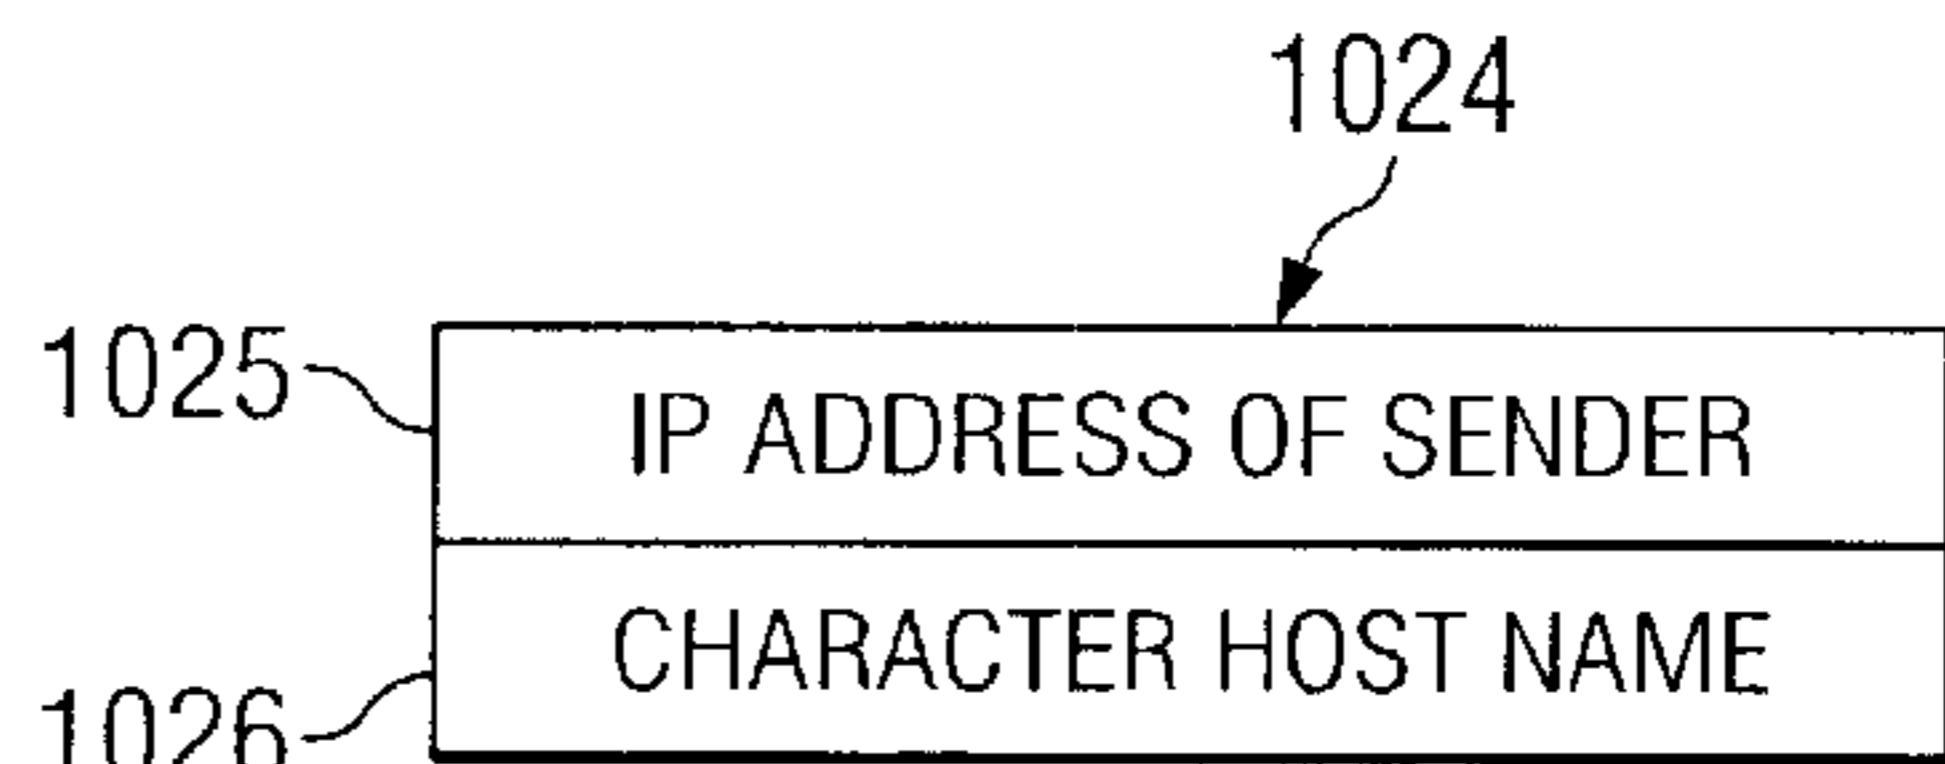 1024
1025
IP ADDRESS OF SENDER
CHARACTER HOST NAME
1026